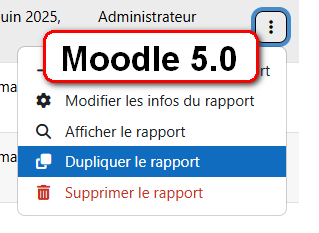 uin 2025,
Administrateur
Moodle 5.0
Modifier les infos du rapport
Afficher le rapport
Dupliquer le rapport
Supprimer le rapport